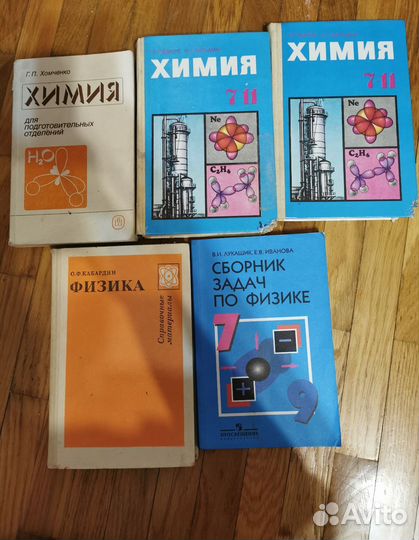 Г. П. Хомченко
ХИМИЯ
для
подготовительных
отделений
H₂O
ХИМИЯ
7 11
Ne
C₂H₆
ХИМИЯ
7-11
Ne
C₂H₆
О.Ф. КАБАРДИН
ФИЗИКА
Справочные
материалы
В.И. ЛУКАШИК, Е.В. ИВАНОВА
СБОРНИК
ЗАДАЧ
ПО ФИЗИКЕ
7
9
ПРОСВЕЩЕНИЕ
Avito